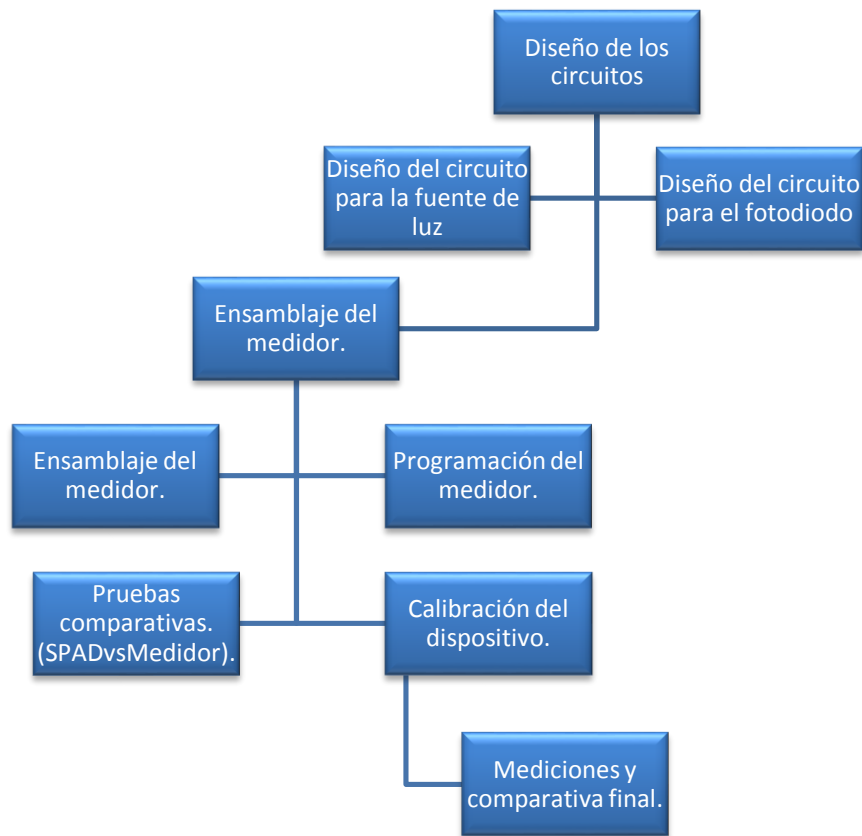 Diseño de los
circuitos
Diseño del circuito
para la fuente de
luz
Diseño del circuito
para el fotodiodo
Ensamblaje del
medidor.
Ensamblaje del
medidor.
Programación del
medidor.
Pruebas
comparativas.
(SPADvsMedidor).
Calibración del
dispositivo.
Mediciones y
comparativa final.